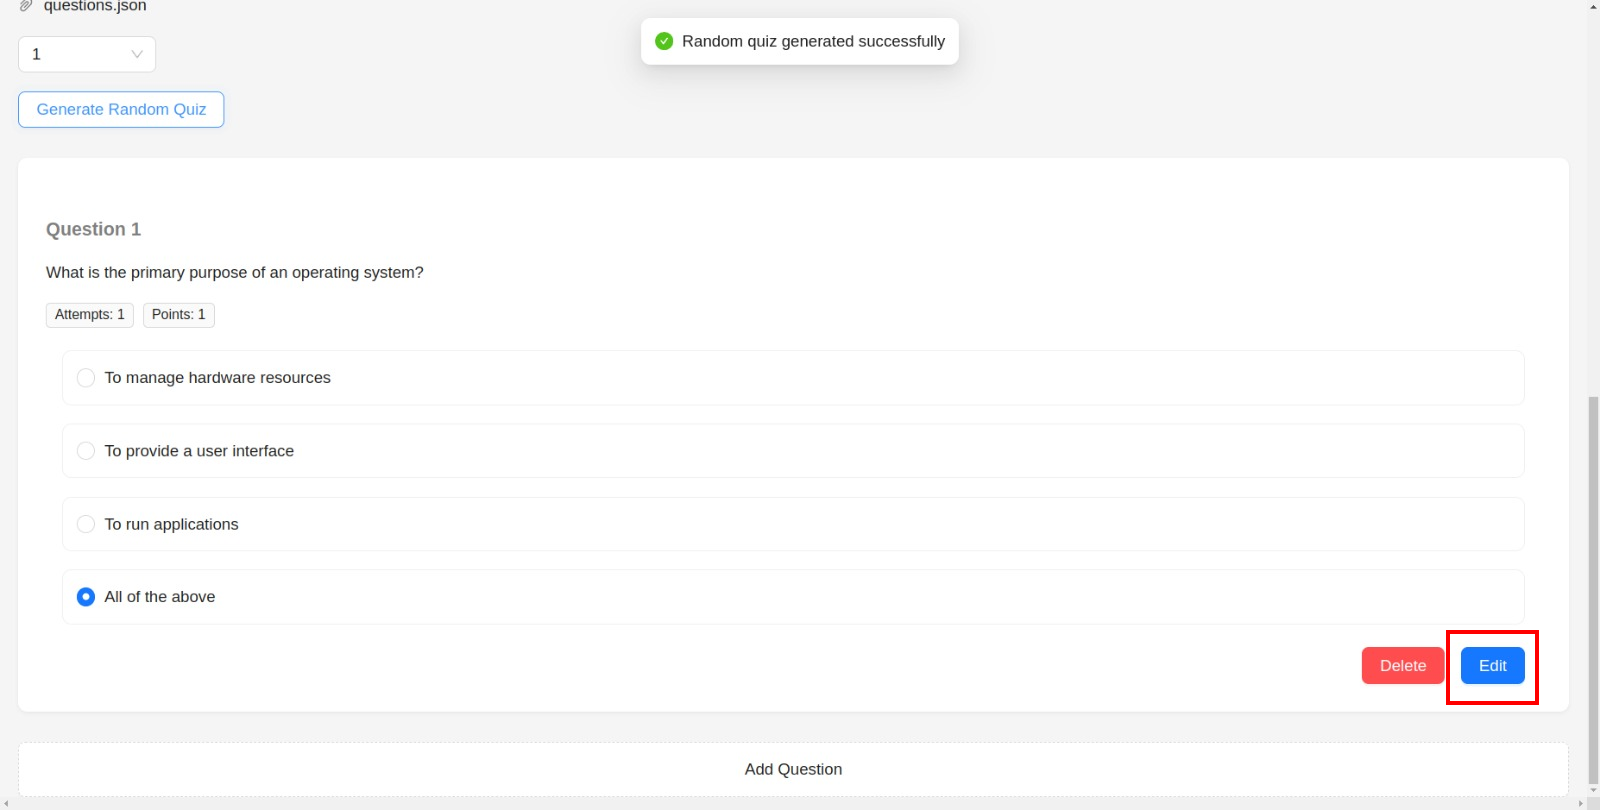 questions.json
Random quiz generated successfully
1
Generate Random Quiz
Question 1
What is the primary purpose of an operating system?
Attempts: 1 Points: 1
To manage hardware resources
To provide a user interface
To run applications
All of the above
Delete Edit
Add Question